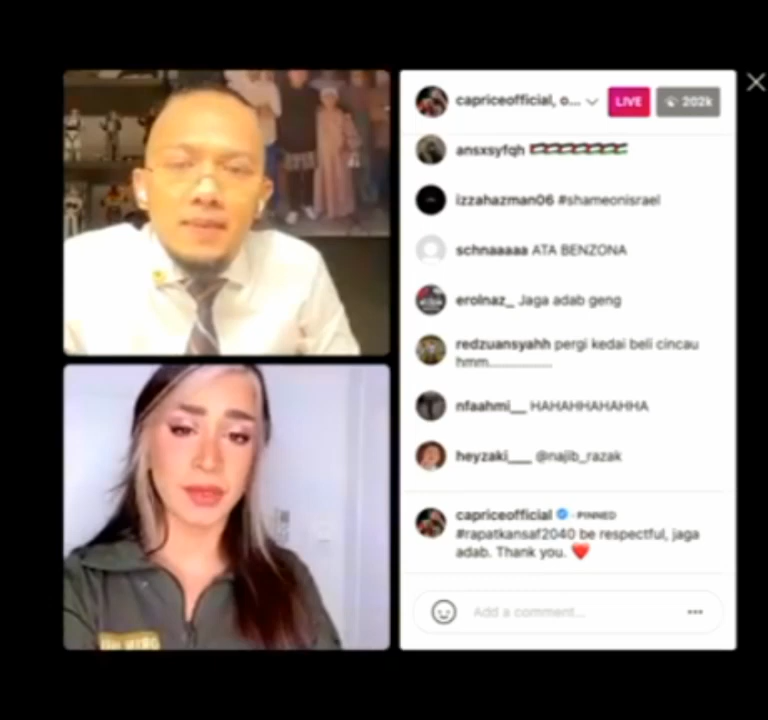 capriceofficial, o...
LIVE
202k
ansxsyfqh
izzahazman06 #shameonisrael
schnaaaaa ATA BENZONA
erolnaz_ Jaga adab geng
redzuansyahh pergi kedai beli cincau
hmm....................
nfaahmi__ HAHAHHAHAHHA
heyzaki___ @najib_razak
capriceofficial · PINNED
#rapatkansaf2040 be respectful, jaga
adab. Thank you. ❤️
Add a comment...